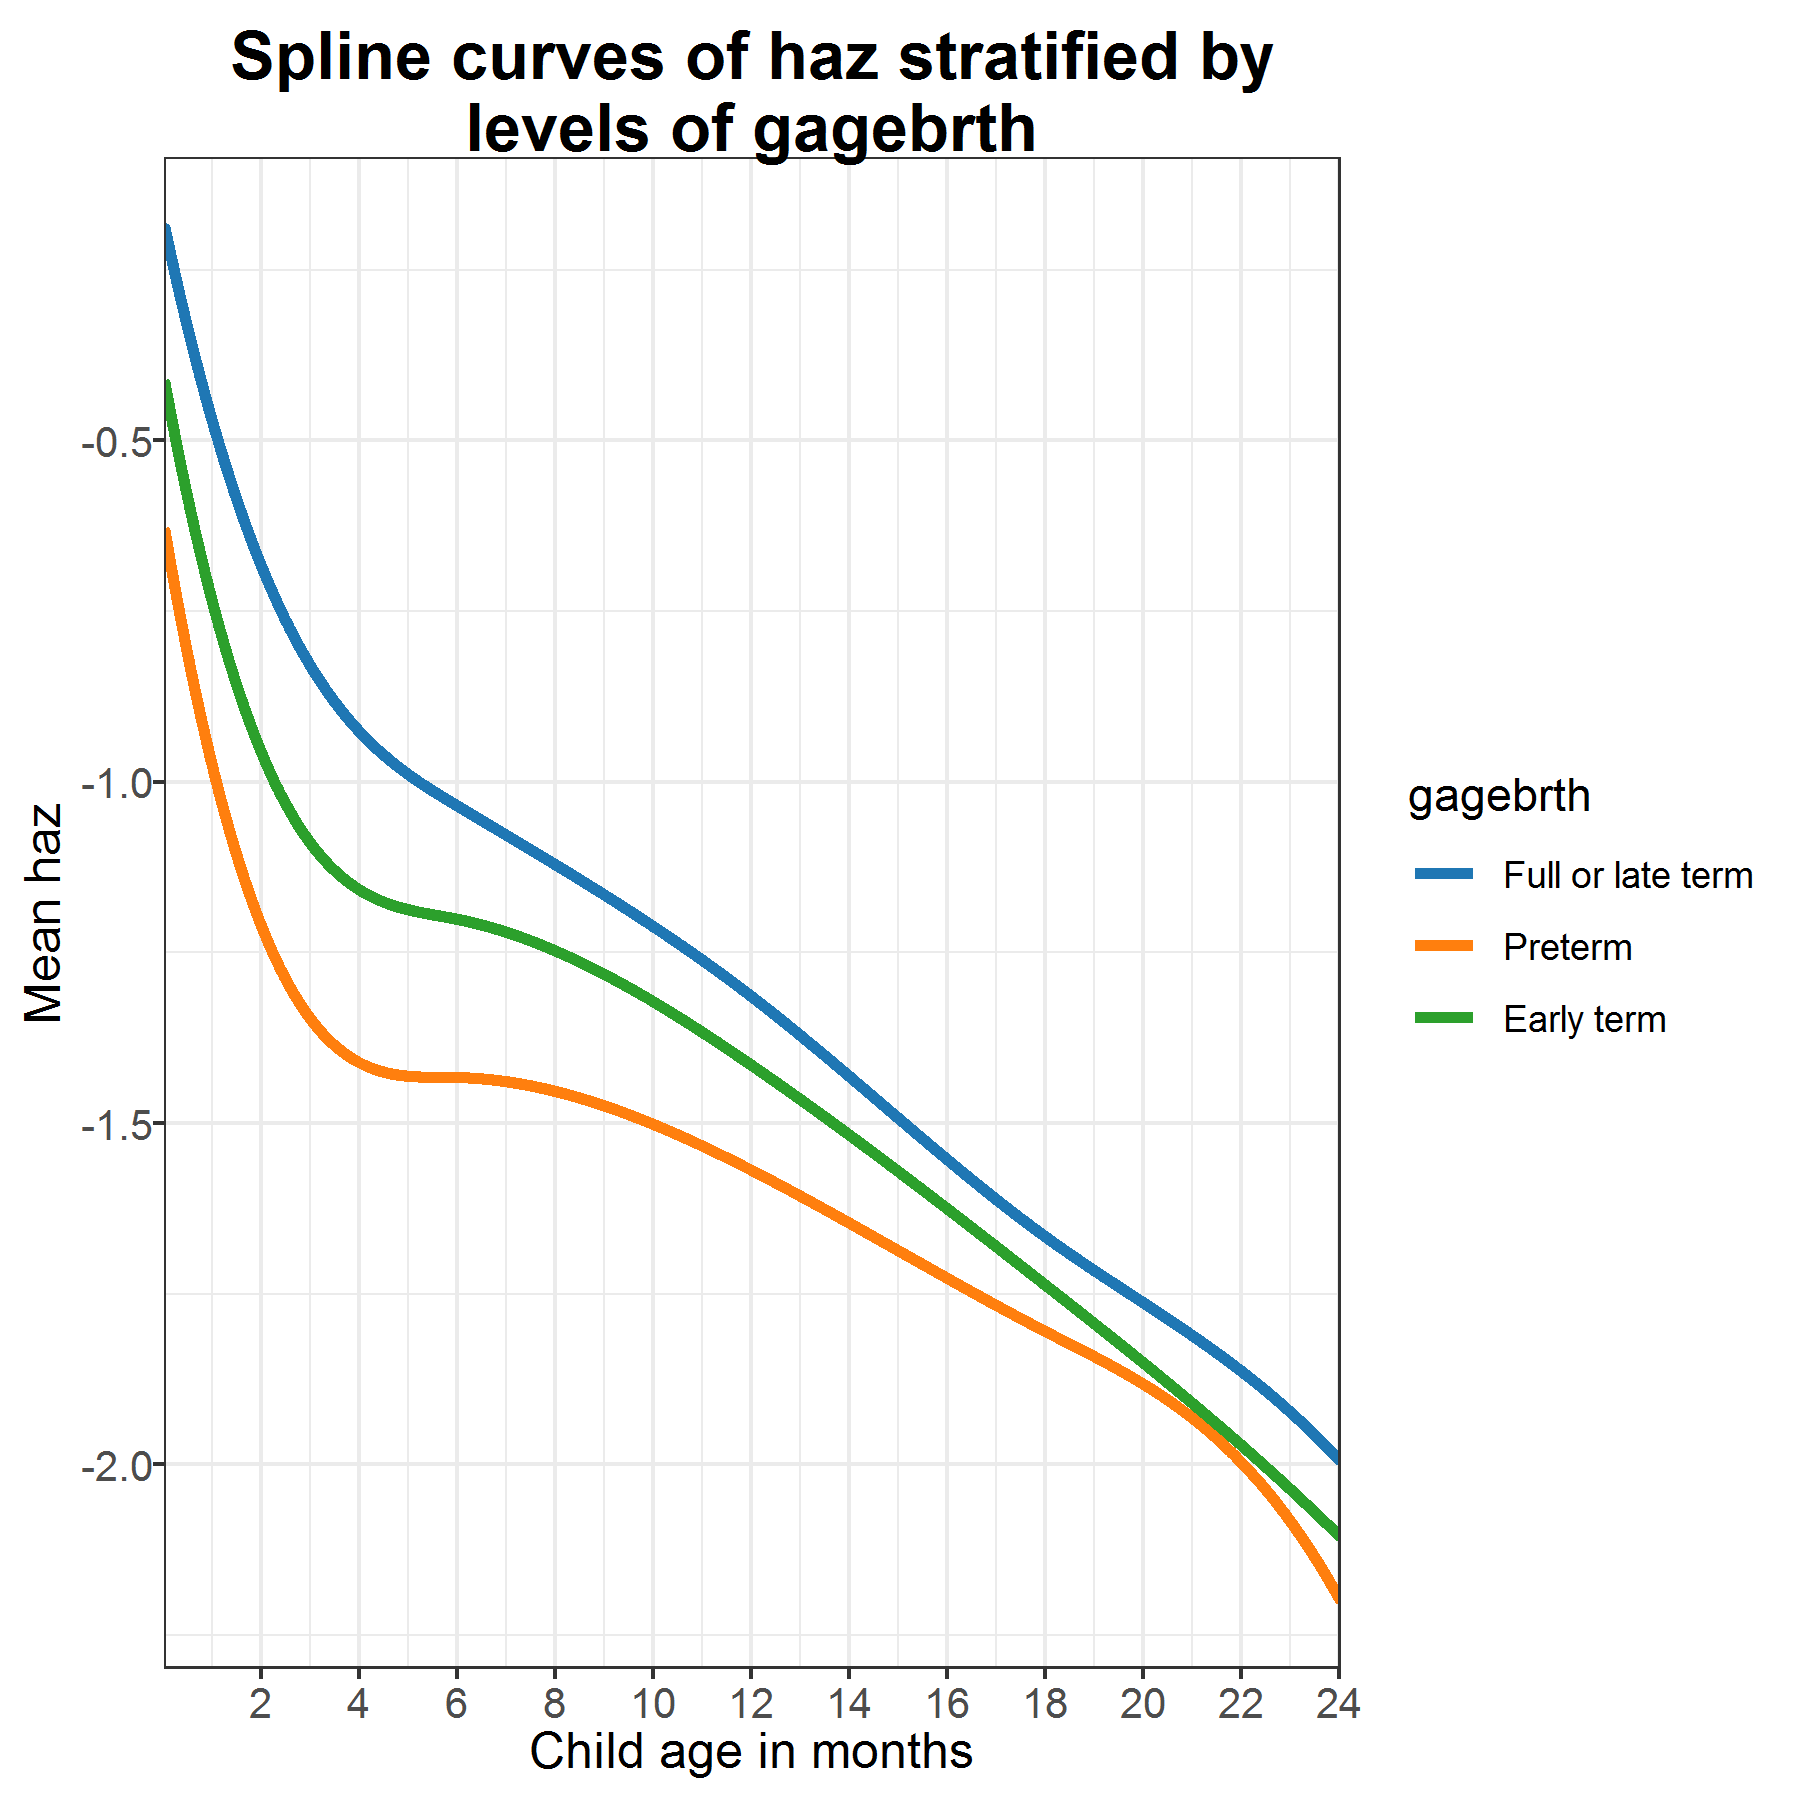 Spline curves of haz stratified by
levels of gagebrth
Mean haz
-0.5
-1.0
-1.5
-2.0
2 4 6 8 10 12 14 16 18 20 22 24
Child age in months
gagebrth
Full or late term
Preterm
Early term